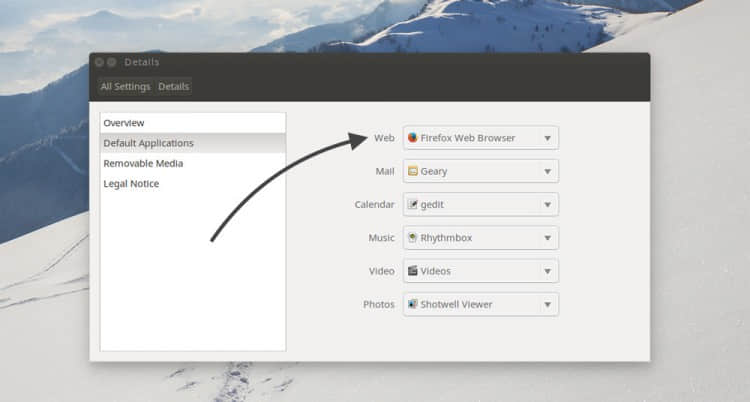 Details
All Settings Details
Overview
Default Applications
Removable Media
Legal Notice
Web Firefox Web Browser
Mail Geary
Calendar gedit
Music Rhythmbox
Video Videos
Photos Shotwell Viewer